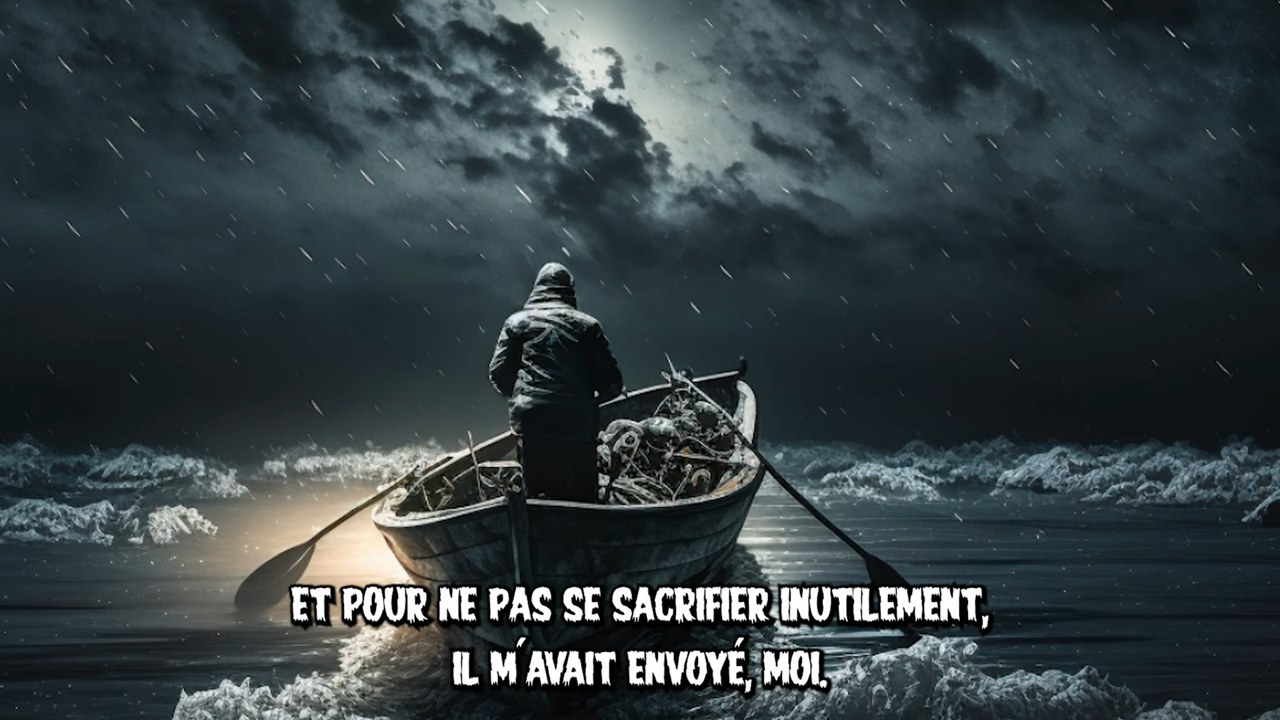 ET POUR NE PAS SE SACRIFIER INUTILEMENT,
IL M'AVAIT ENVOYÉ, MOI.